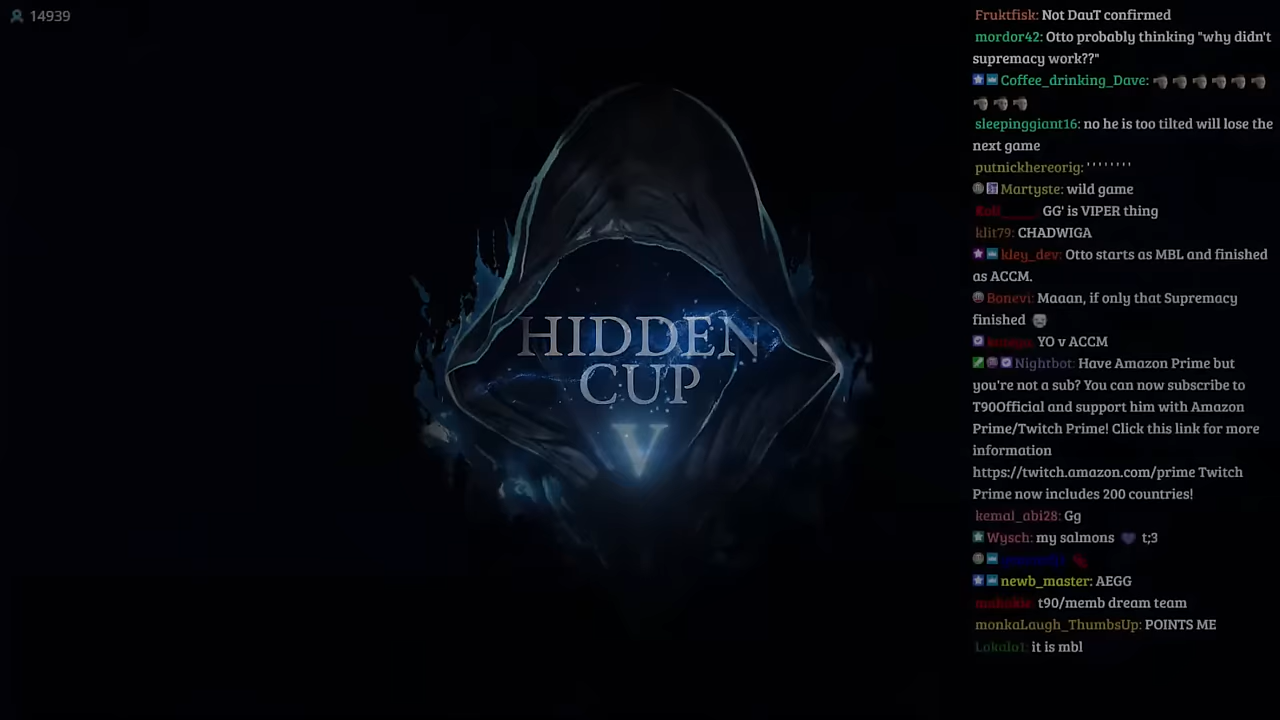 14939
HIDDEN
CUP
V
Fruktfisk: Not DauT confirmed
mordor42: Otto probably thinking "why didn't
supremacy work??"
Coffee_drinking_Dave:
sleepinggiant16: no he is too tilted will lose the
next game
putnickhereorig: ' ' ' ' ' ' ' '
Martyste: wild game
GG' is VIPER thing
klit79: CHADWIGA
kley_dev: Otto starts as MBL and finished
as ACCM.
Bonevi: Maaan, if only that Supremacy
finished
YO v ACCM
Nightbot: Have Amazon Prime but
you're not a sub? You can now subscribe to
T90Official and support him with Amazon
Prime/Twitch Prime! Click this link for more
information
https://twitch.amazon.com/prime Twitch
Prime now includes 200 countries!
kemal_abi28: Gg
Wysch: my salmons t;3
newb_master: AEGG
t90/memb dream team
monkaLaugh_ThumbsUp: POINTS ME
Lokalo1: it is mbl